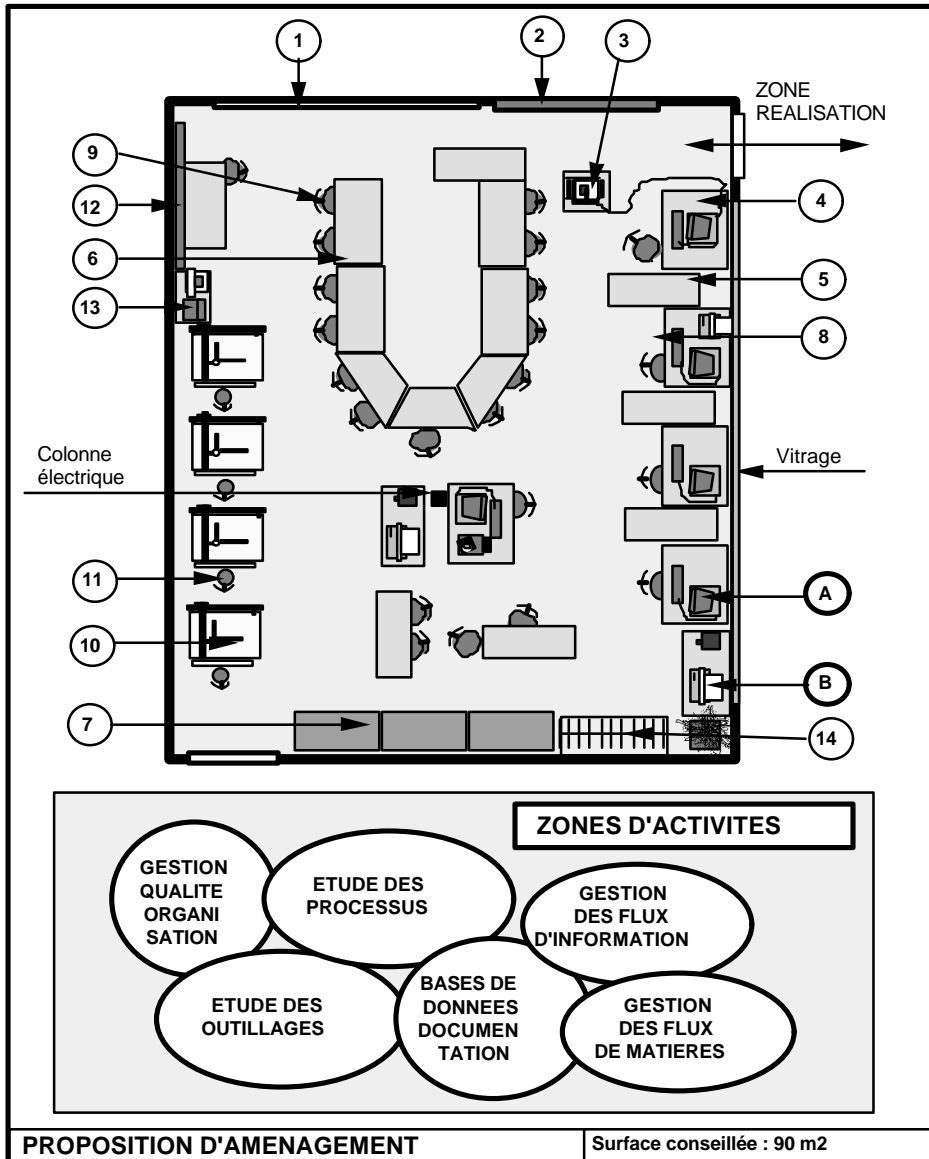 1
2
3
ZONE
REALISATION
9
12
4
6
5
13
8
Colonne
électrique
Vitrage
11
A
10
B
7
14
ZONES D'ACTIVITES
GESTION
QUALITE
ORGANI
SATION
ETUDE DES
PROCESSUS
GESTION
DES FLUX
D'INFORMATION
ETUDE DES
OUTILLAGES
BASES DE
DONNEES
DOCUMEN
TATION
GESTION
DES FLUX
DE MATIERES
PROPOSITION D'AMENAGEMENT
Surface conseillée : 90 m2